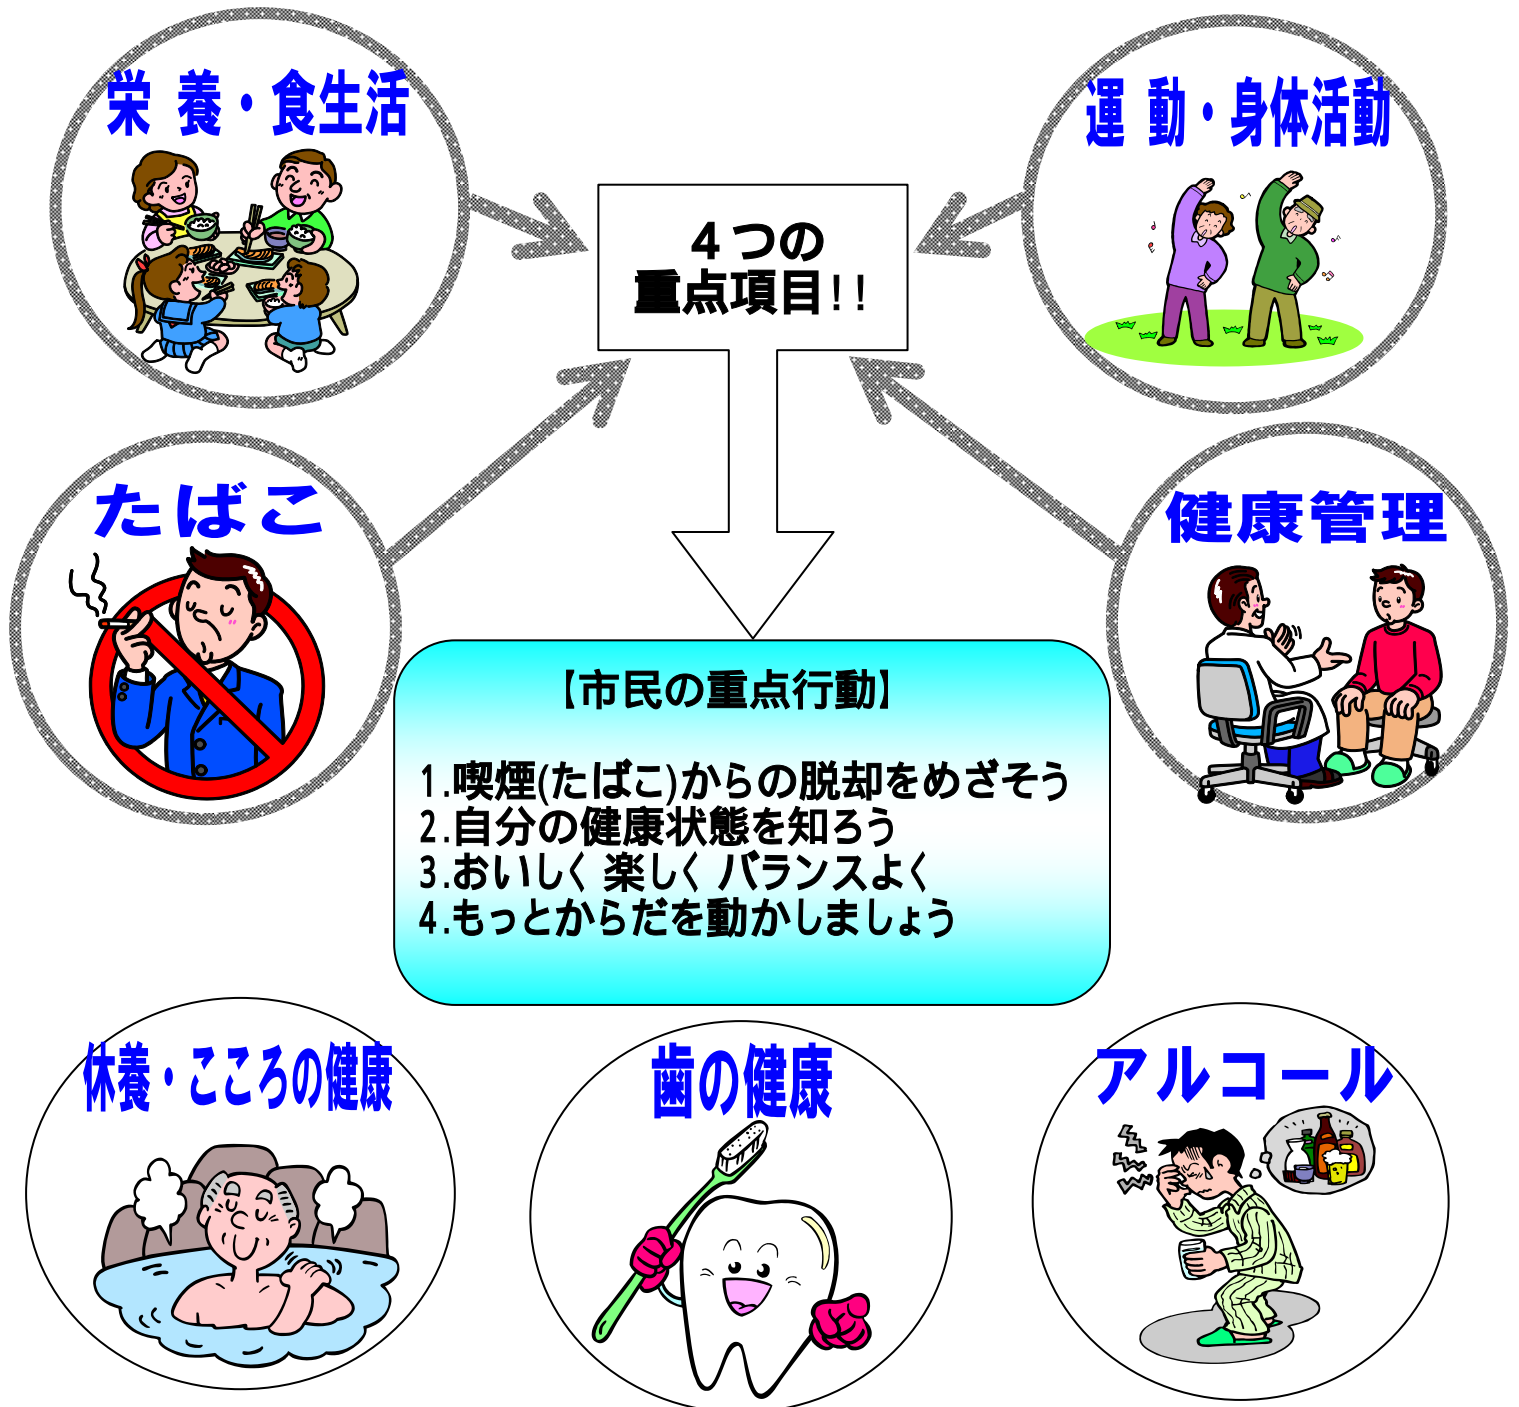 栄 養・食生活
運 動・身体活動
４つの
重点項目!!
たばこ
健康管理
【市民の重点行動】
1.喫煙(たばこ)からの脱却をめざそう
2.自分の健康状態を知ろう
3.おいしく 楽しく バランスよく
4.もっとからだを動かしましょう
休養・こころの健康
歯の健康
アルコール